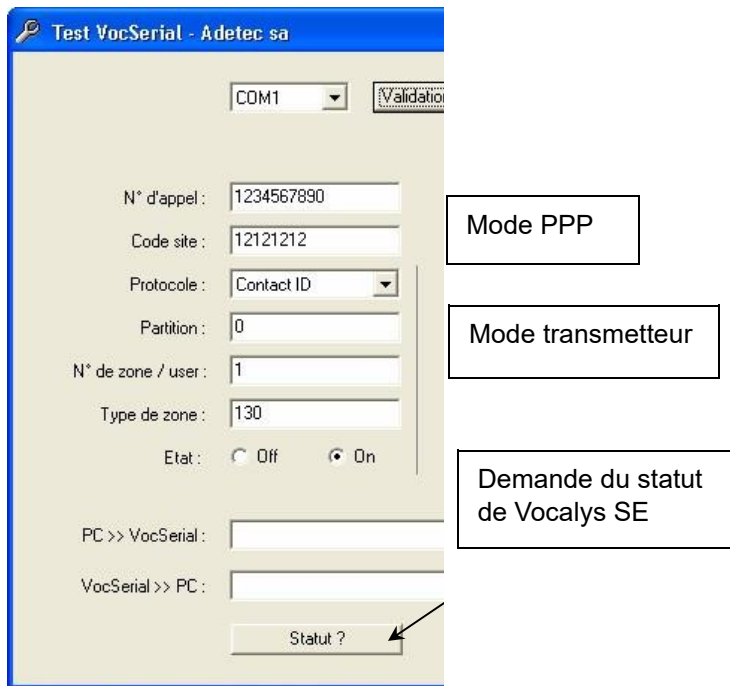 Test VocSerial - Adetec sa
COM1
Validation
N° d'appel : 1234567890
Code site : 12121212
Protocole : Contact ID
Partition : 0
N° de zone / user : 1
Type de zone : 130
Etat : Off On
PC >> VocSerial :
VocSerial >> PC :
Statut ?
Mode PPP
Mode transmetteur
Demande du statut
de Vocalys SE